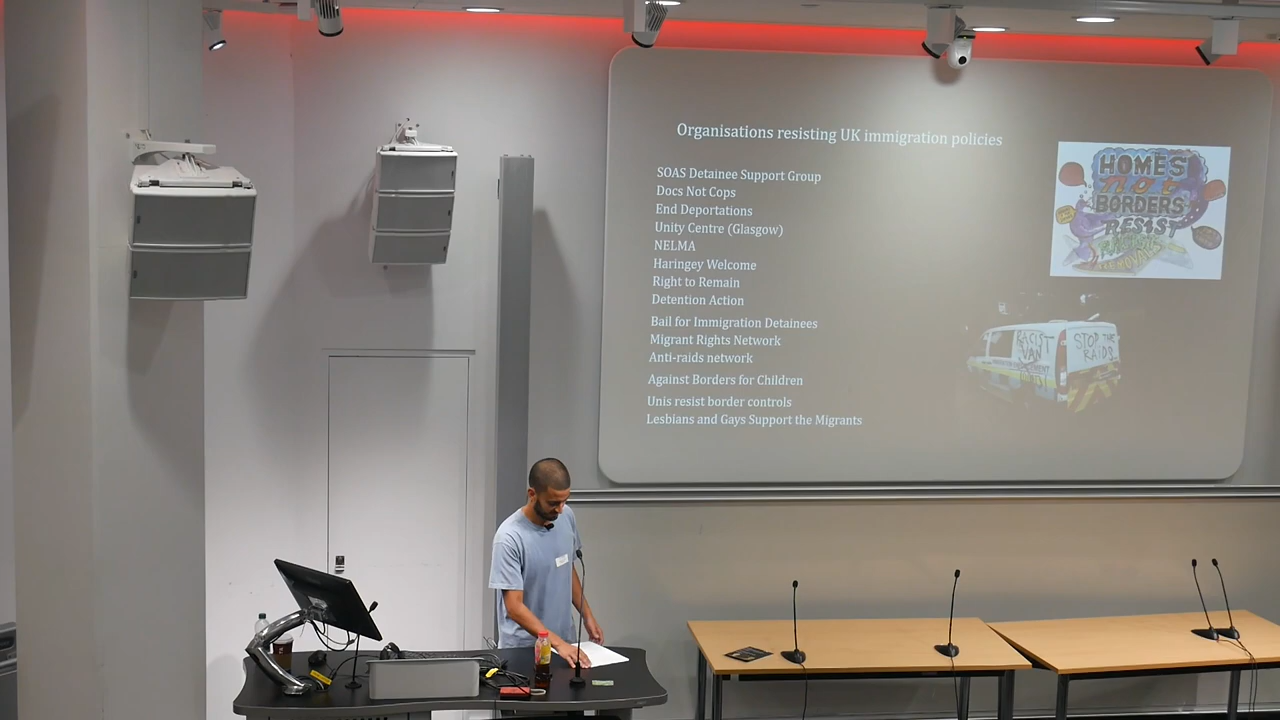 Organisations resisting UK immigration policies
SOAS Detainee Support Group
Docs Not Cops
End Deportations
Unity Centre (Glasgow)
NELMA
Haringey Welcome
Right to Remain
Detention Action
Bail for Immigration Detainees
Migrant Rights Network
Anti-raids network
Against Borders for Children
Unis resist border controls
Lesbians and Gays Support the Migrants
HOMES
not
BORDERS
RESIST
RACIST
VAN
STOP THE
RAIDS